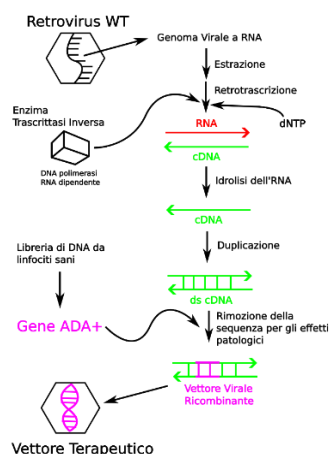 Retrovirus WT
Genoma Virale a RNA
Estrazione
Retrotrascrizione
Enzima
Trascrittasi Inversa
DNA polimerasi
RNA dipendente
dNTP
RNA
cDNA
Idrolisi dell'RNA
cDNA
Duplicazione
Libreria di DNA da
linfociti sani
ds cDNA
Gene ADA+
Rimozione della
sequenza per gli effetti
patologici
Vettore Virale
Ricombinante
Vettore Terapeutico